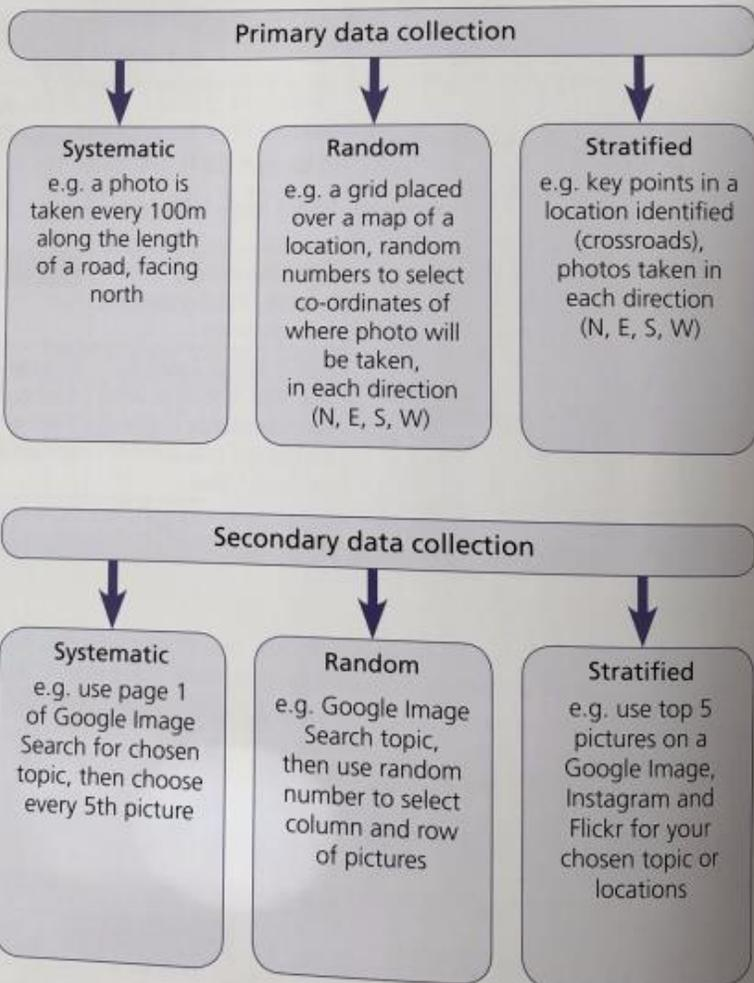 Primary data collection
Systematic
e.g. a photo is
taken every 100m
along the length
of a road, facing
north
Random
e.g. a grid placed
over a map of a
location, random
numbers to select
co-ordinates of
where photo will
be taken,
in each direction
(N, E, S, W)
Stratified
e.g. key points in a
location identified
(crossroads),
photos taken in
each direction
(N, E, S, W)
Secondary data collection
Systematic
e.g. use page 1
of Google Image
Search for chosen
topic, then choose
every 5th picture
Random
e.g. Google Image
Search topic,
then use random
number to select
column and row
of pictures
Stratified
e.g. use top 5
pictures on a
Google Image,
Instagram and
Flickr for your
chosen topic or
locations